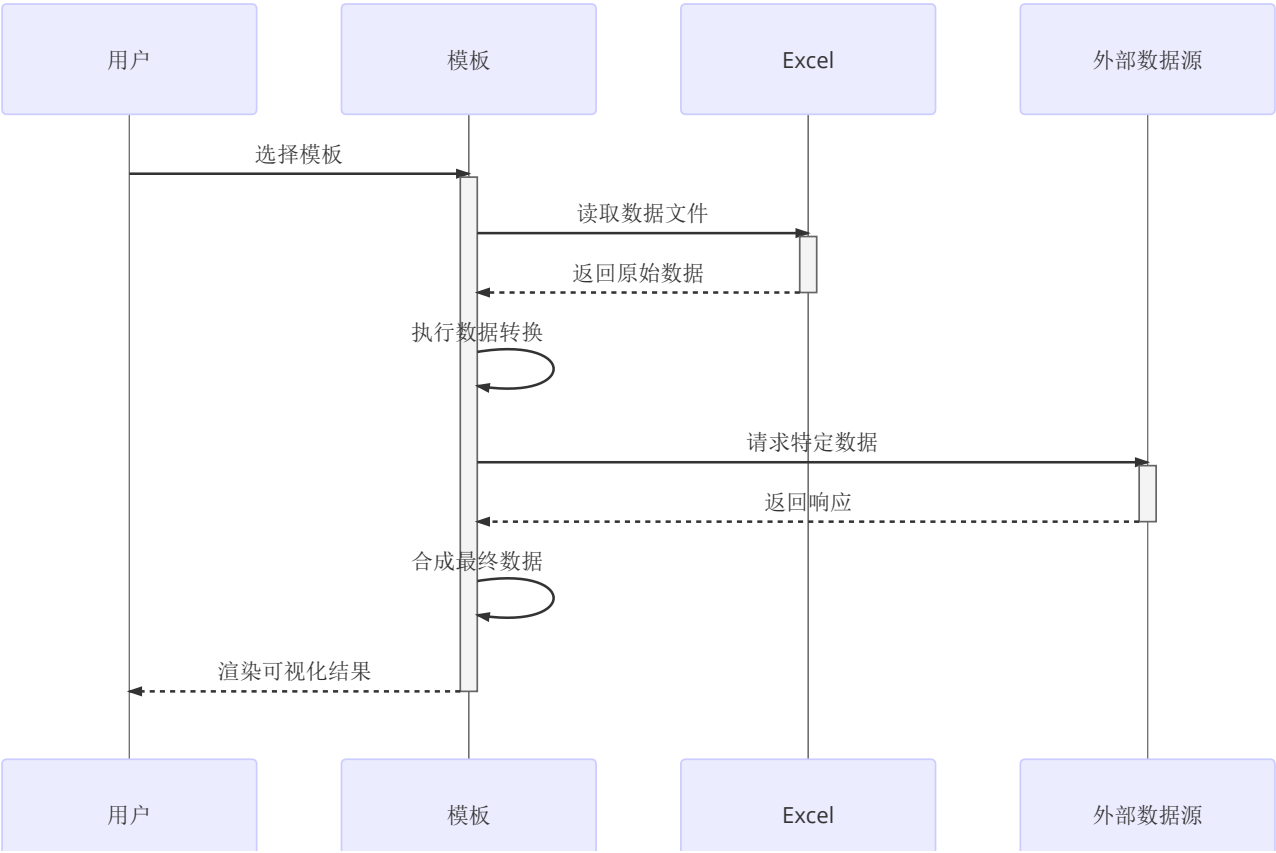 用户
模板
Excel
外部数据源
选择模板
读取数据文件
返回原始数据
执行数据转换
请求特定数据
返回响应
合成最终数据
渲染可视化结果
用户
模板
Excel
外部数据源